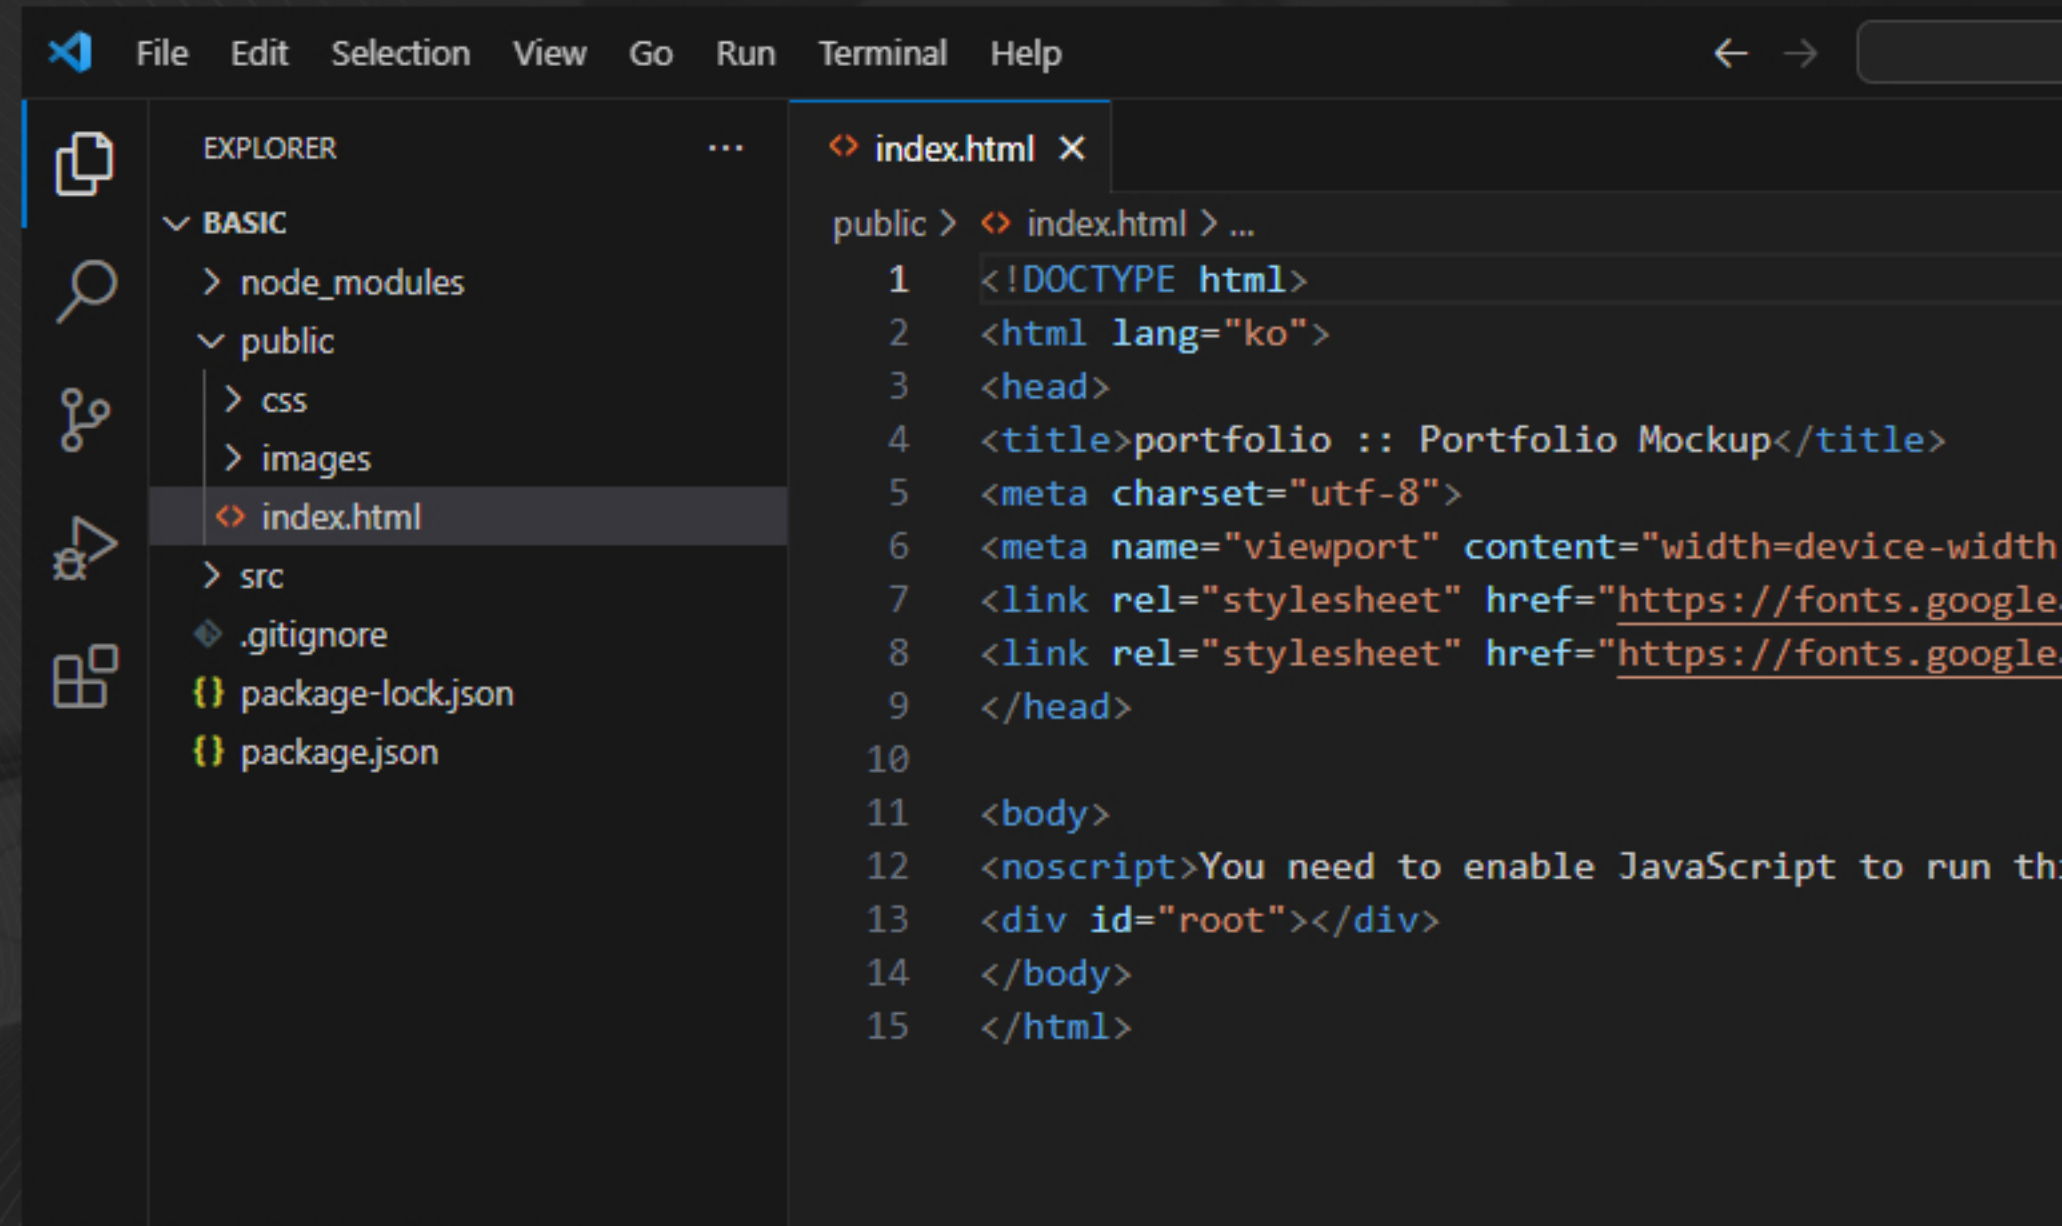 File Edit Selection View Go Run Terminal Help
EXPLORER ...
BASIC
node_modules
public
css
images
index.html
src
.gitignore
package-lock.json
package.json
index.html
public > index.html > ...
1 <!DOCTYPE html>
2 <html lang="ko">
3 <head>
4 <title>portfolio :: Portfolio Mockup</title>
5 <meta charset="utf-8">
6 <meta name="viewport" content="width=device-width
7 <link rel="stylesheet" href="https://fonts.google
8 <link rel="stylesheet" href="https://fonts.google
9 </head>
10
11 <body>
12 <noscript>You need to enable JavaScript to run thi
13 <div id="root"></div>
14 </body>
15 </html>